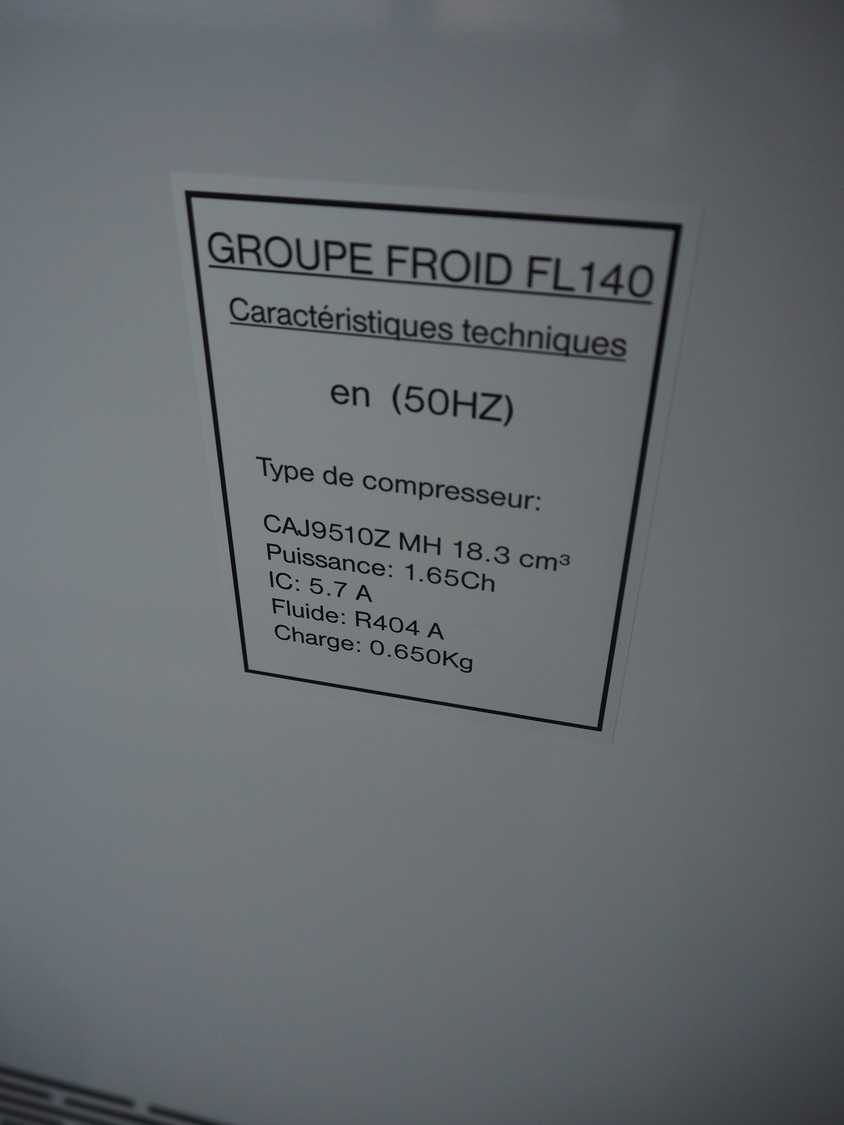 GROUPE FROID FL140
Caractéristiques techniques
en (50HZ)
Type de compresseur:
CAJ9510Z MH 18.3 cm³
Puissance: 1.65Ch
IC: 5.7 A
Fluide: R404 A
Charge: 0.650Kg